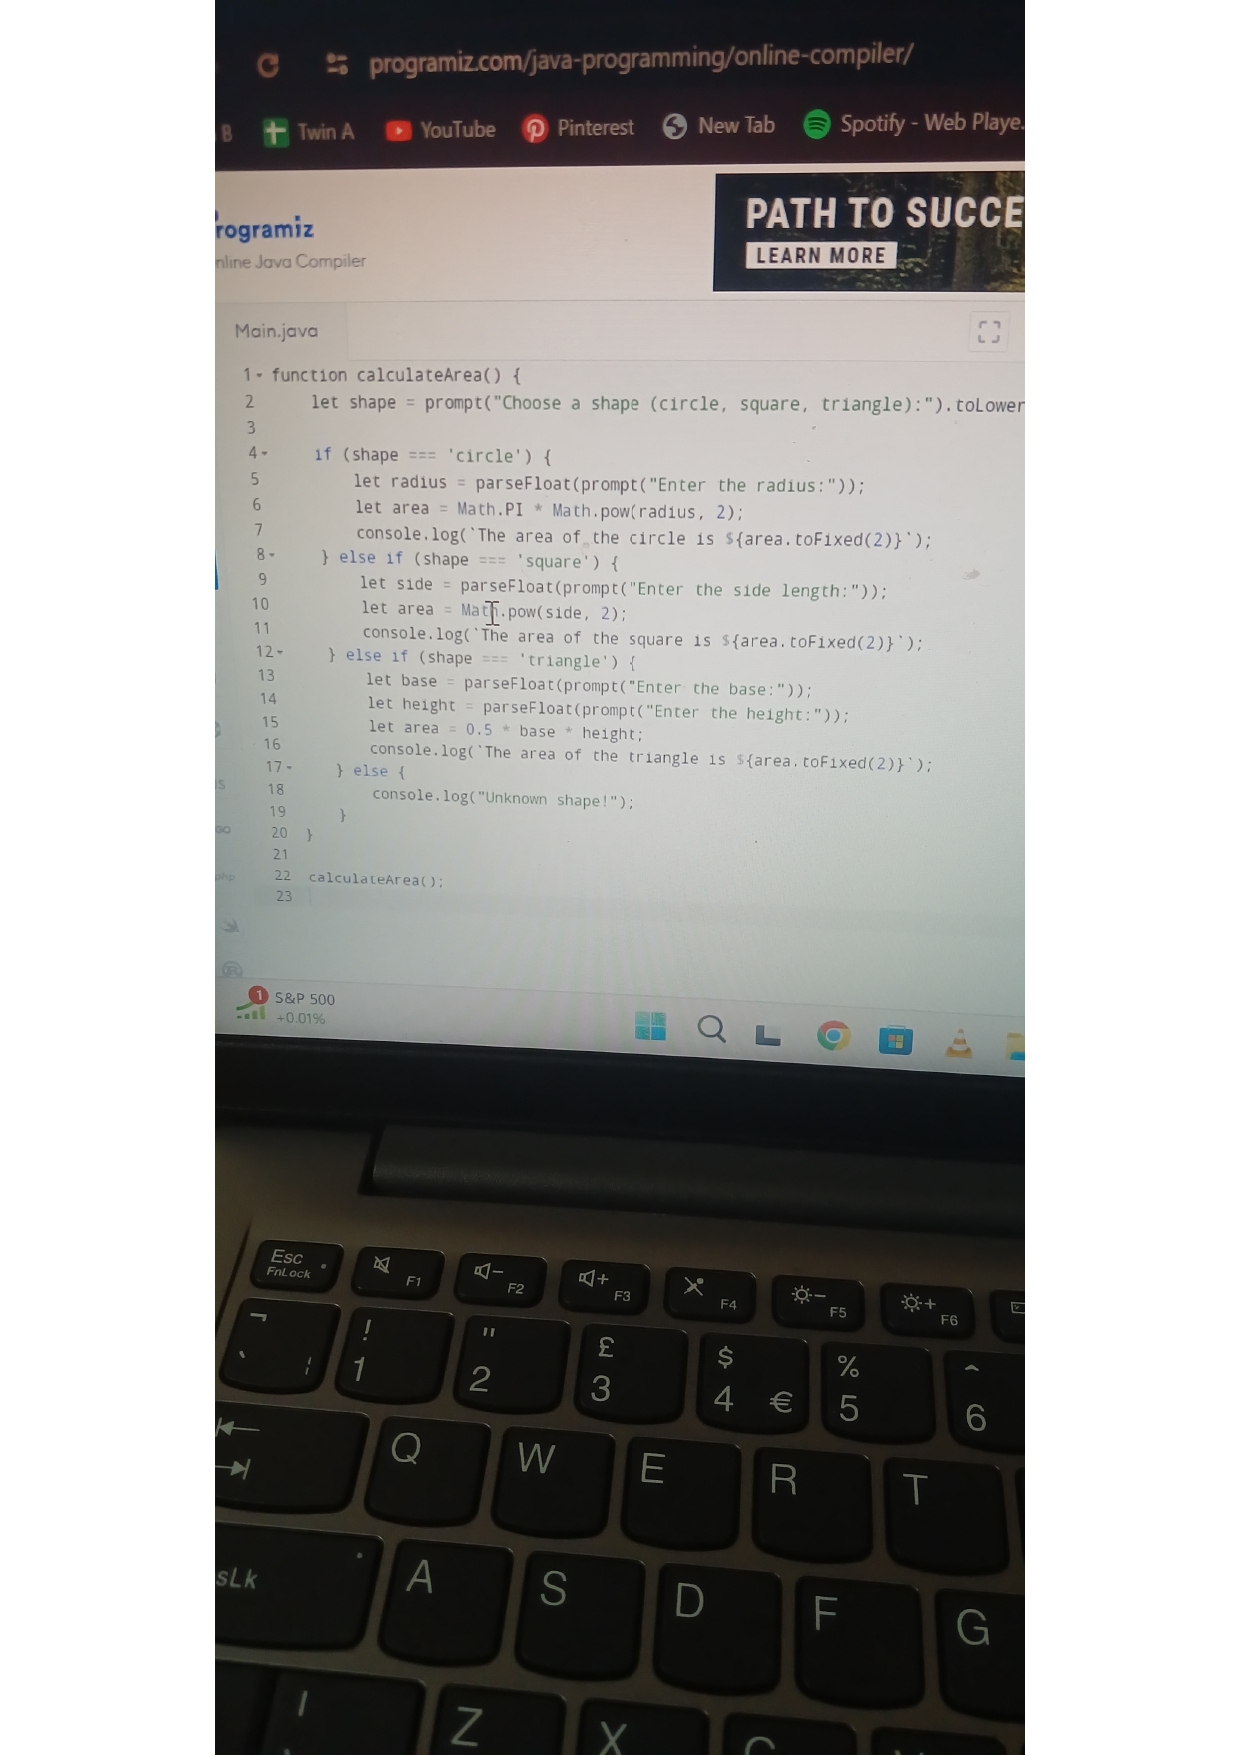 programiz.com/java-programming/online-compiler/
B Twin A YouTube Pinterest New Tab Spotify - Web Playe.
rogramiz
nline Java Compiler
PATH TO SUCCE
LEARN MORE
Main.java
1 function calculateArea() {
2 let shape = prompt("Choose a shape (circle, square, triangle):").toLower
3
4 if (shape === 'circle') {
5 let radius = parseFloat(prompt("Enter the radius:"));
6 let area = Math.PI * Math.pow(radius, 2);
7 console.log(`The area of the circle is ${area.toFixed(2)}`);
8 } else if (shape === 'square') {
9 let side = parseFloat(prompt("Enter the side length:"));
10 let area = Math.pow(side, 2);
11 console.log(`The area of the square is ${area.toFixed(2)}`);
12 } else if (shape === 'triangle') {
13 let base = parseFloat(prompt("Enter the base:"));
14 let height = parseFloat(prompt("Enter the height:"));
15 let area = 0.5 * base * height;
16 console.log(`The area of the triangle is ${area.toFixed(2)}`);
17 } else {
18 console.log("Unknown shape!");
19 }
20 }
21
22 calculateArea();
23
php
1 S&P 500
+0.01%
Esc
FnLock
F1 F2 F3 F4 F5 F6
¬ ! " £ $ % ^
` ¦ 1 2 3 4 € 5 6
Q W E R T
sLk A S D F G
Z X C